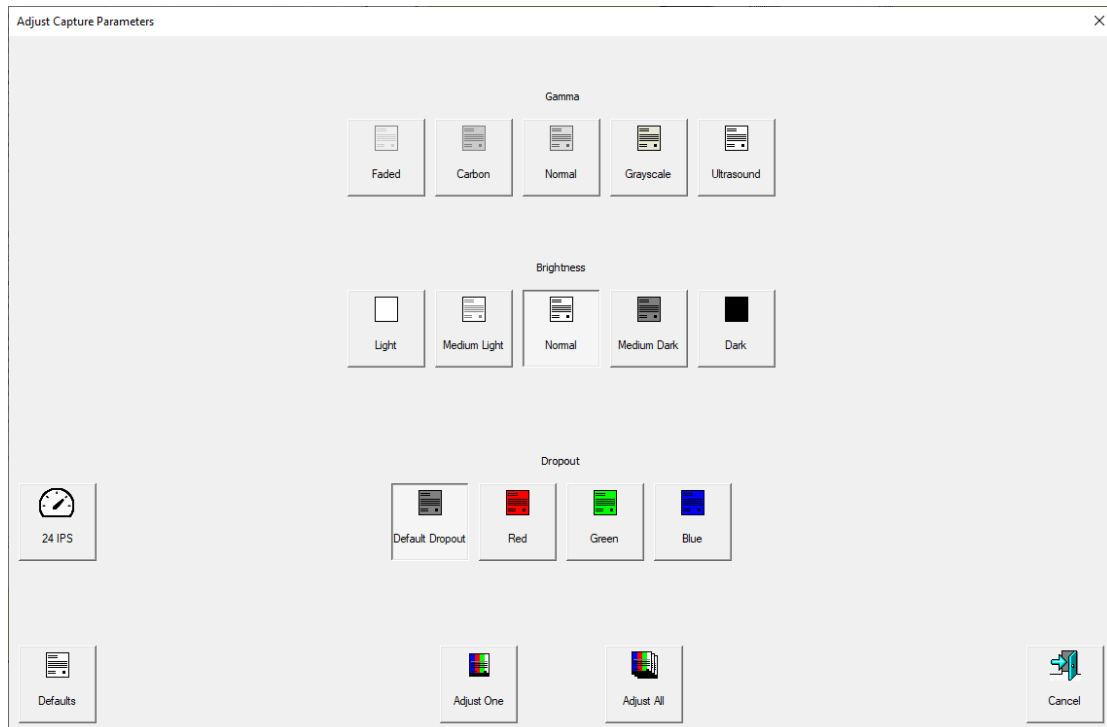 Adjust Capture Parameters
Gamma
Faded
Carbon
Normal
Grayscale
Ultrasound
Brightness
Light
Medium Light
Normal
Medium Dark
Dark
Dropout
24 IPS
Default Dropout
Red
Green
Blue
Defaults
Adjust One
Adjust All
Cancel